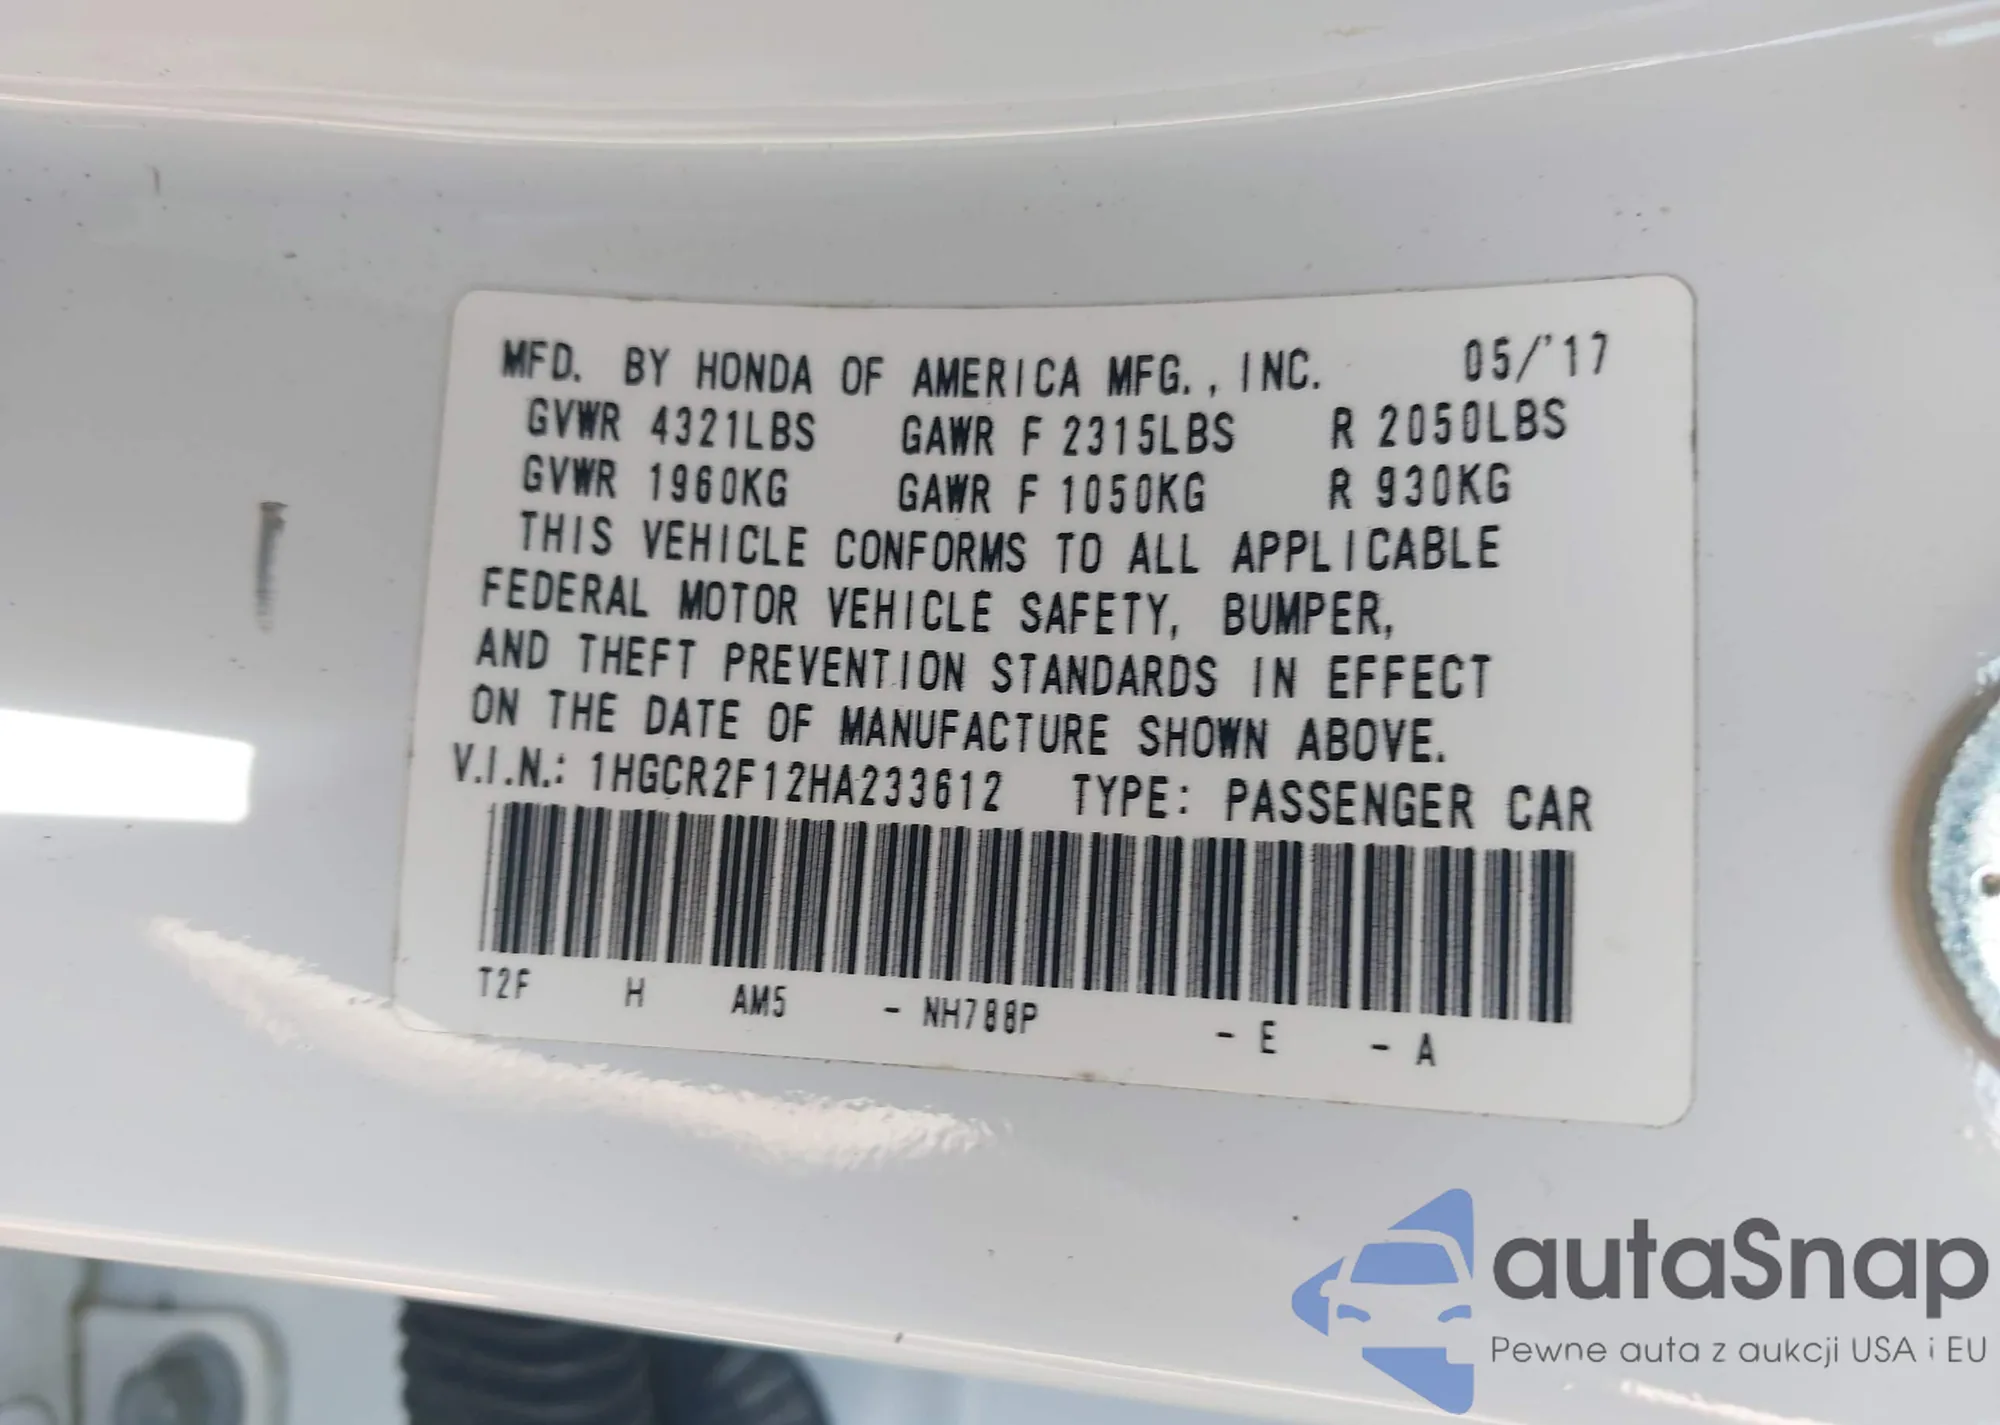 MFD. BY HONDA OF AMERICA MFG., INC. 05/'17
GVWR 4321LBS GAWR F 2315LBS R 2050LBS
GVWR 1960KG GAWR F 1050KG R 930KG
THIS VEHICLE CONFORMS TO ALL APPLICABLE
FEDERAL MOTOR VEHICLE SAFETY, BUMPER,
AND THEFT PREVENTION STANDARDS IN EFFECT
ON THE DATE OF MANUFACTURE SHOWN ABOVE.
V.I.N.: 1HGCR2F12HA233612 TYPE: PASSENGER CAR
T2F H AM5 - NH788P - E - A
autaSnap
Pewne auta z aukcji USA i EU